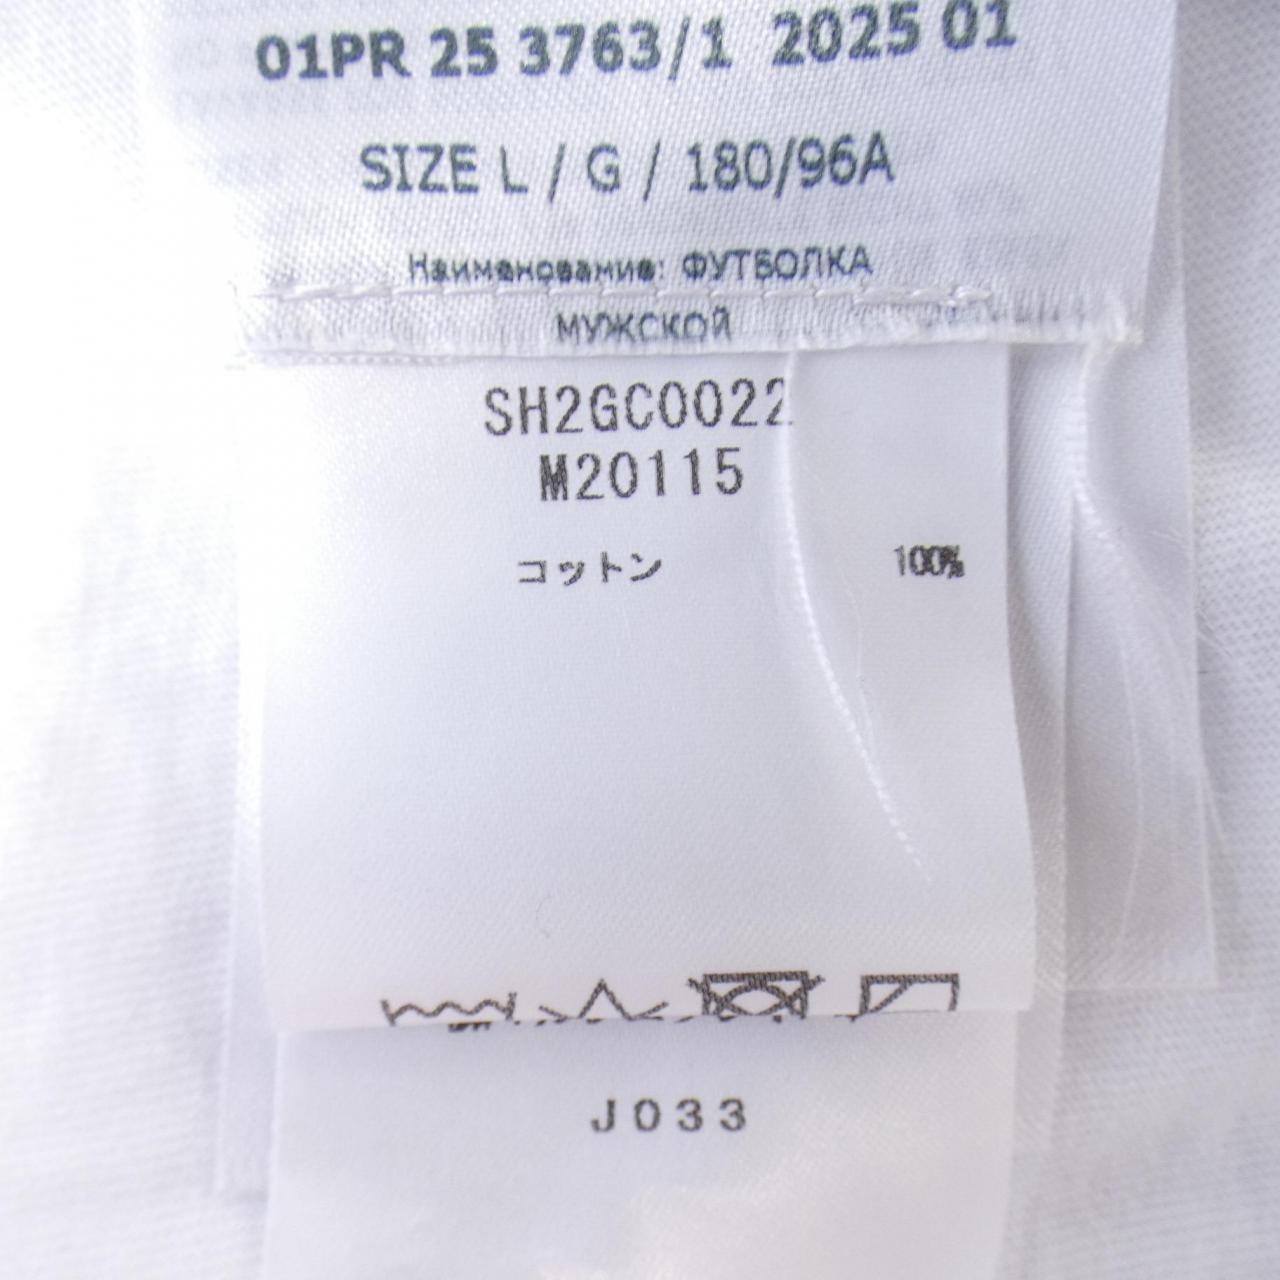 01PR 25 3763/1 2025 01
SIZE L / G / 180/96A
Наименование: ФУТБОЛКА
МУЖСКОЙ
SH2GC0022
M20115
コットン 100%
J033